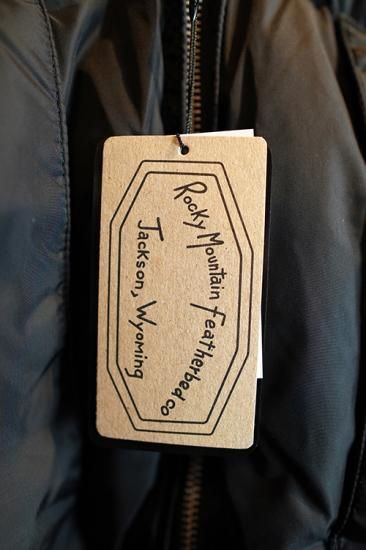 Rocky Mountain Featherbed co
Jackson, Wyoming